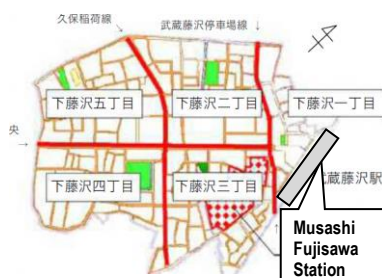 久保稲荷線
武蔵藤沢停車場線
下藤沢五丁目
下藤沢二丁目
下藤沢一丁目
央
下藤沢四丁目
下藤沢三丁目
蔵藤沢駅
Musashi
Fujisawa
Station